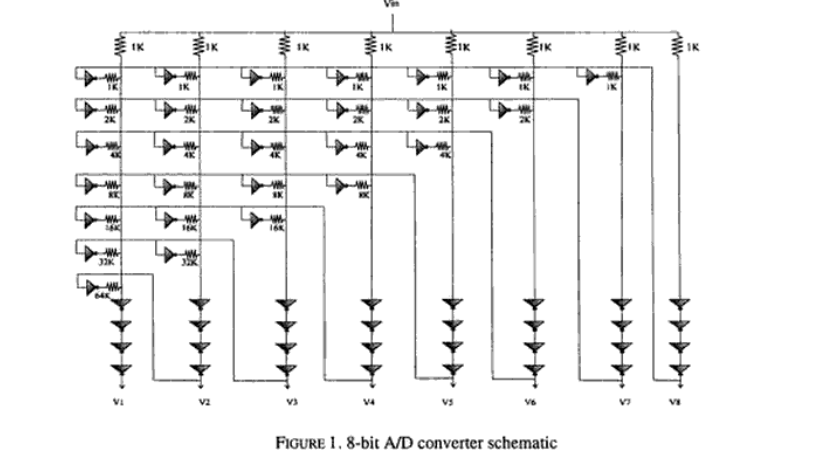 Vin
1K 1K 1K 1K 1K 1K 1K 1K
1K 1K 1K 1K 1K 1K 1K
2K 2K 2K 2K 2K 2K
4K 4K 4K 4K 4K
8K 8K 8K 8K
16K 16K 16K
32K 32K
64K
V1 V2 V3 V4 V5 V6 V7 V8
FIGURE 1. 8-bit A/D converter schematic